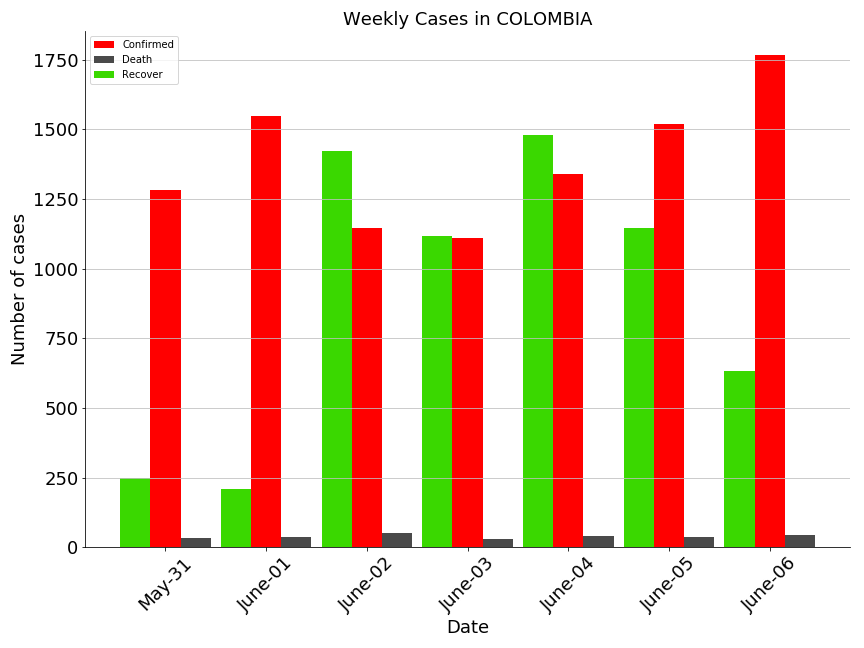 Weekly Cases in COLOMBIA
Confirmed
Death
Recover
1750
1500
1250
1000
750
500
250
0
Number of cases
May-31
June-01
June-02
June-03
June-04
June-05
June-06
Date